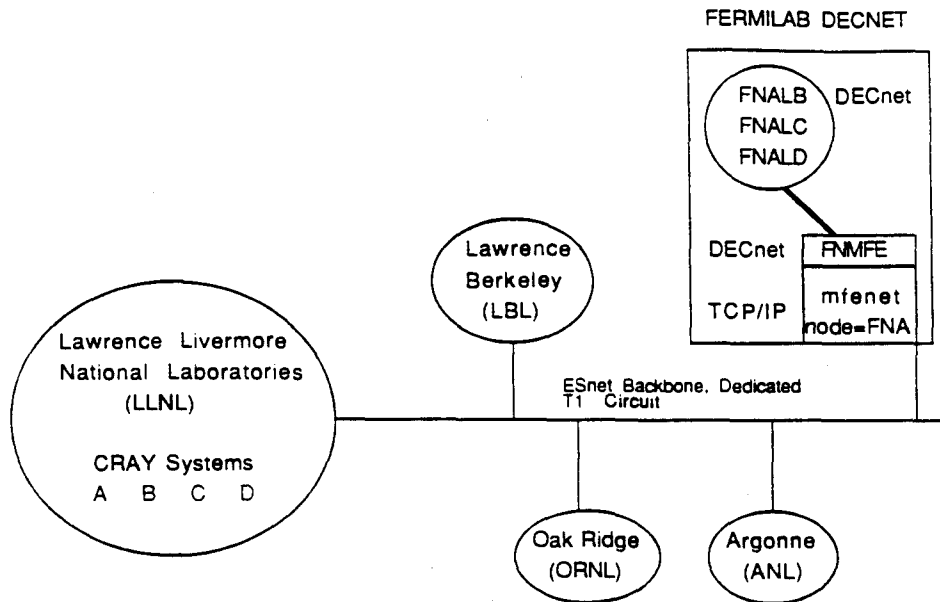 FERMILAB DECNET
FNALB DECnet
FNALC
FNALD
DECnet FNMFE
TCP/IP mfenet
node=FNA
Lawrence
Berkeley
(LBL)
Lawrence Livermore
National Laboratories
(LLNL)
CRAY Systems
A B C D
ESnet Backbone, Dedicated
T1 Circuit
Oak Ridge
(ORNL)
Argonne
(ANL)